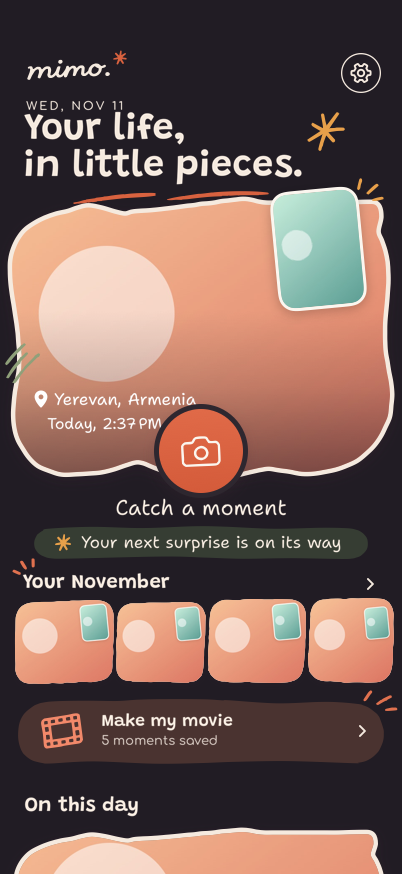 mimo.
WED, NOV 11
Your life,
in little pieces.
Yerevan, Armenia
Today, 2:37 PM
Catch a moment
Your next surprise is on its way
Your November
Make my movie
5 moments saved
On this day